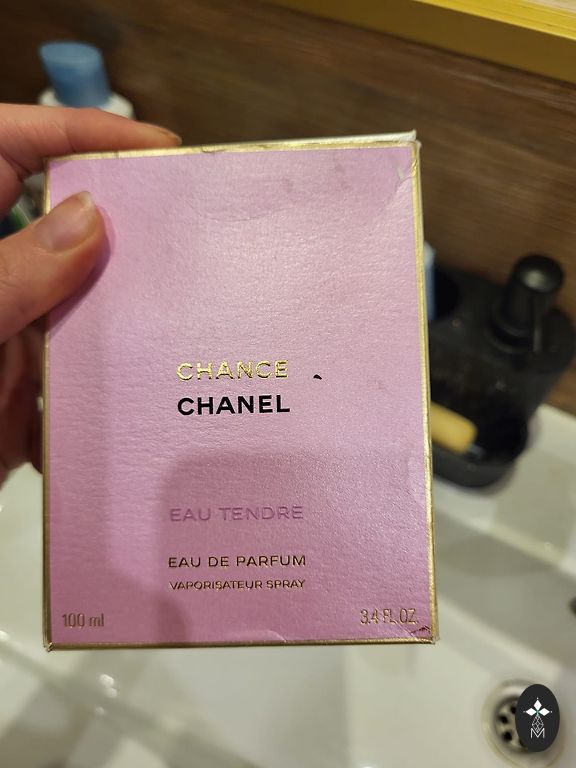 CHANCE
CHANEL
EAU TENDRE
EAU DE PARFUM
VAPORISATEUR SPRAY
100 ml
3.4 FL.OZ.
M